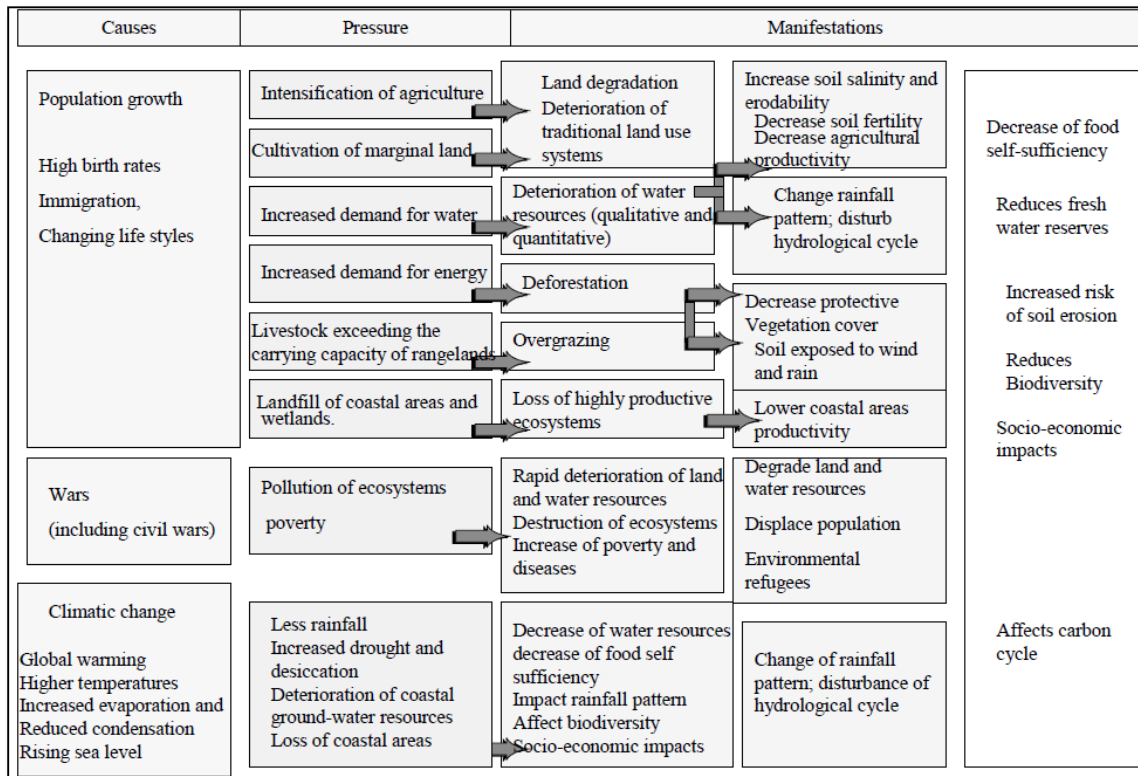 Causes
Pressure
Manifestations
Population growth
High birth rates
Immigration,
Changing life styles
Intensification of agriculture
Cultivation of marginal land
Increased demand for water
Increased demand for energy
Livestock exceeding the
carrying capacity of rangelands
Landfill of coastal areas and
wetlands.
Land degradation
Deterioration of
traditional land use
systems
Deterioration of water
resources (qualitative and
quantitative)
Deforestation
Overgrazing
Loss of highly productive
ecosystems
Increase soil salinity and
erodability
Decrease soil fertility
Decrease agricultural
productivity
Change rainfall
pattern; disturb
hydrological cycle
Decrease protective
Vegetation cover
Soil exposed to wind
and rain
Lower coastal areas
productivity
Decrease of food
self-sufficiency
Reduces fresh
water reserves
Increased risk
of soil erosion
Reduces
Biodiversity
Socio-economic
impacts
Affects carbon
cycle
Wars
(including civil wars)
Pollution of ecosystems
poverty
Rapid deterioration of land
and water resources
Destruction of ecosystems
Increase of poverty and
diseases
Degrade land and
water resources
Displace population
Environmental
refugees
Climatic change
Global warming
Higher temperatures
Increased evaporation and
Reduced condensation
Rising sea level
Less rainfall
Increased drought and
desiccation
Deterioration of coastal
ground-water resources
Loss of coastal areas
Decrease of water resources
decrease of food self
sufficiency
Impact rainfall pattern
Affect biodiversity
Socio-economic impacts
Change of rainfall
pattern; disturbance of
hydrological cycle